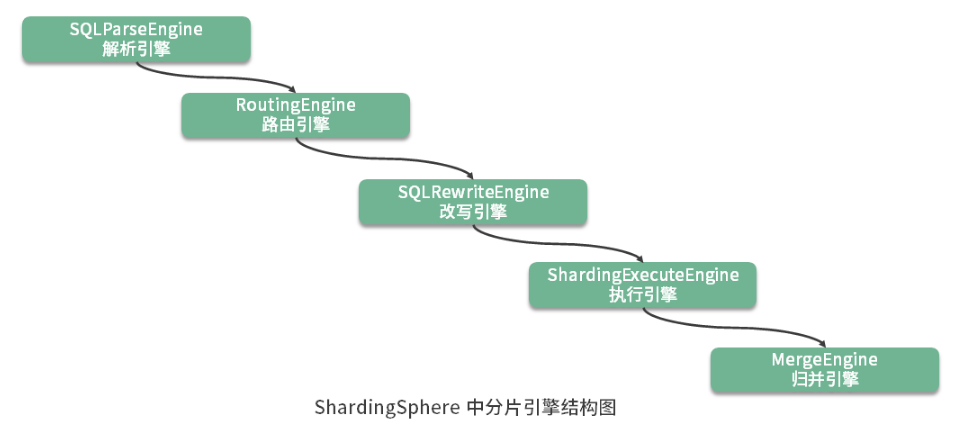 SQLParseEngine
解析引擎
RoutingEngine
路由引擎
SQLRewriteEngine
改写引擎
ShardingExecuteEngine
执行引擎
MergeEngine
归并引擎
ShardingSphere 中分片引擎结构图